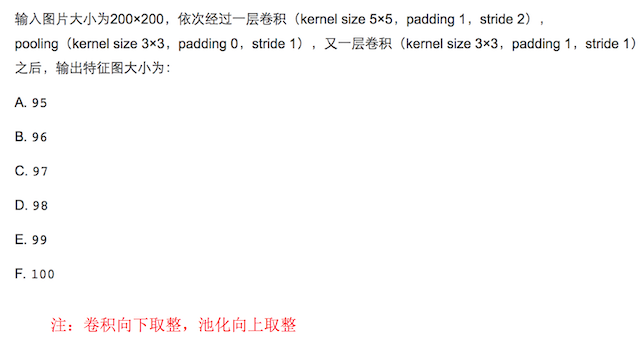 输入图片大小为200×200，依次经过一层卷积（kernel size 5×5，padding 1，stride 2），
pooling（kernel size 3×3，padding 0，stride 1），又一层卷积（kernel size 3×3，padding 1，stride 1）
之后，输出特征图大小为：
A. 95
B. 96
C. 97
D. 98
E. 99
F. 100
注：卷积向下取整，池化向上取整